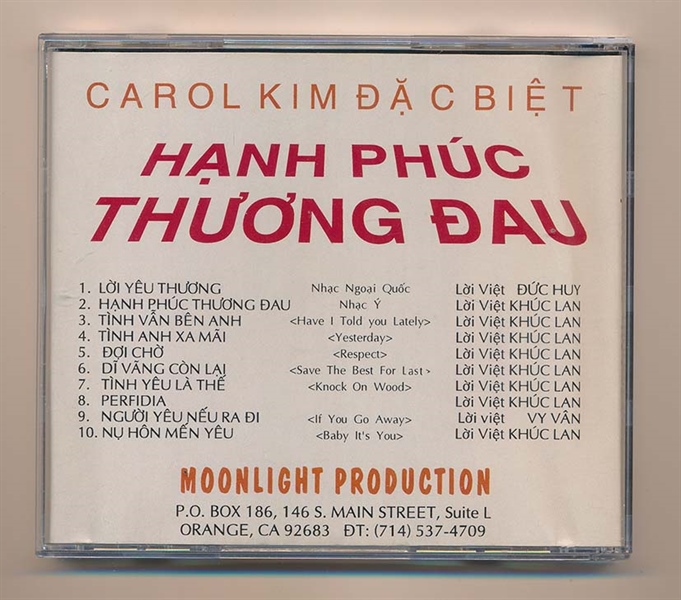 CAROL KIM ĐẶC BIỆT
HẠNH PHÚC
THƯƠNG ĐAU
1. LỜI YÊU THƯƠNG Nhạc Ngoại Quốc Lời Việt ĐỨC HUY
2. HẠNH PHÚC THƯƠNG ĐAU Nhạc Ý Lời Việt KHÚC LAN
3. TÌNH VẪN BÊN ANH <Have I Told you Lately> Lời Việt KHÚC LAN
4. TÌNH ANH XA MÃI <Yesterday> Lời Việt KHÚC LAN
5. ĐỢI CHỜ <Respect> Lời Việt KHÚC LAN
6. DĨ VÃNG CÒN LẠI <Save The Best For Last> Lời Việt KHÚC LAN
7. TÌNH YÊU LÀ THẾ <Knock On Wood> Lời Việt KHÚC LAN
8. PERFIDIA Lời Việt KHÚC LAN
9. NGƯỜI YÊU NẾU RA ĐI <If You Go Away> Lời việt VY VÂN
10. NỤ HÔN MẾN YÊU <Baby It's You> Lời Việt KHÚC LAN
MOONLIGHT PRODUCTION
P.O. BOX 186, 146 S. MAIN STREET, Suite L
ORANGE, CA 92683 ĐT: (714) 537-4709